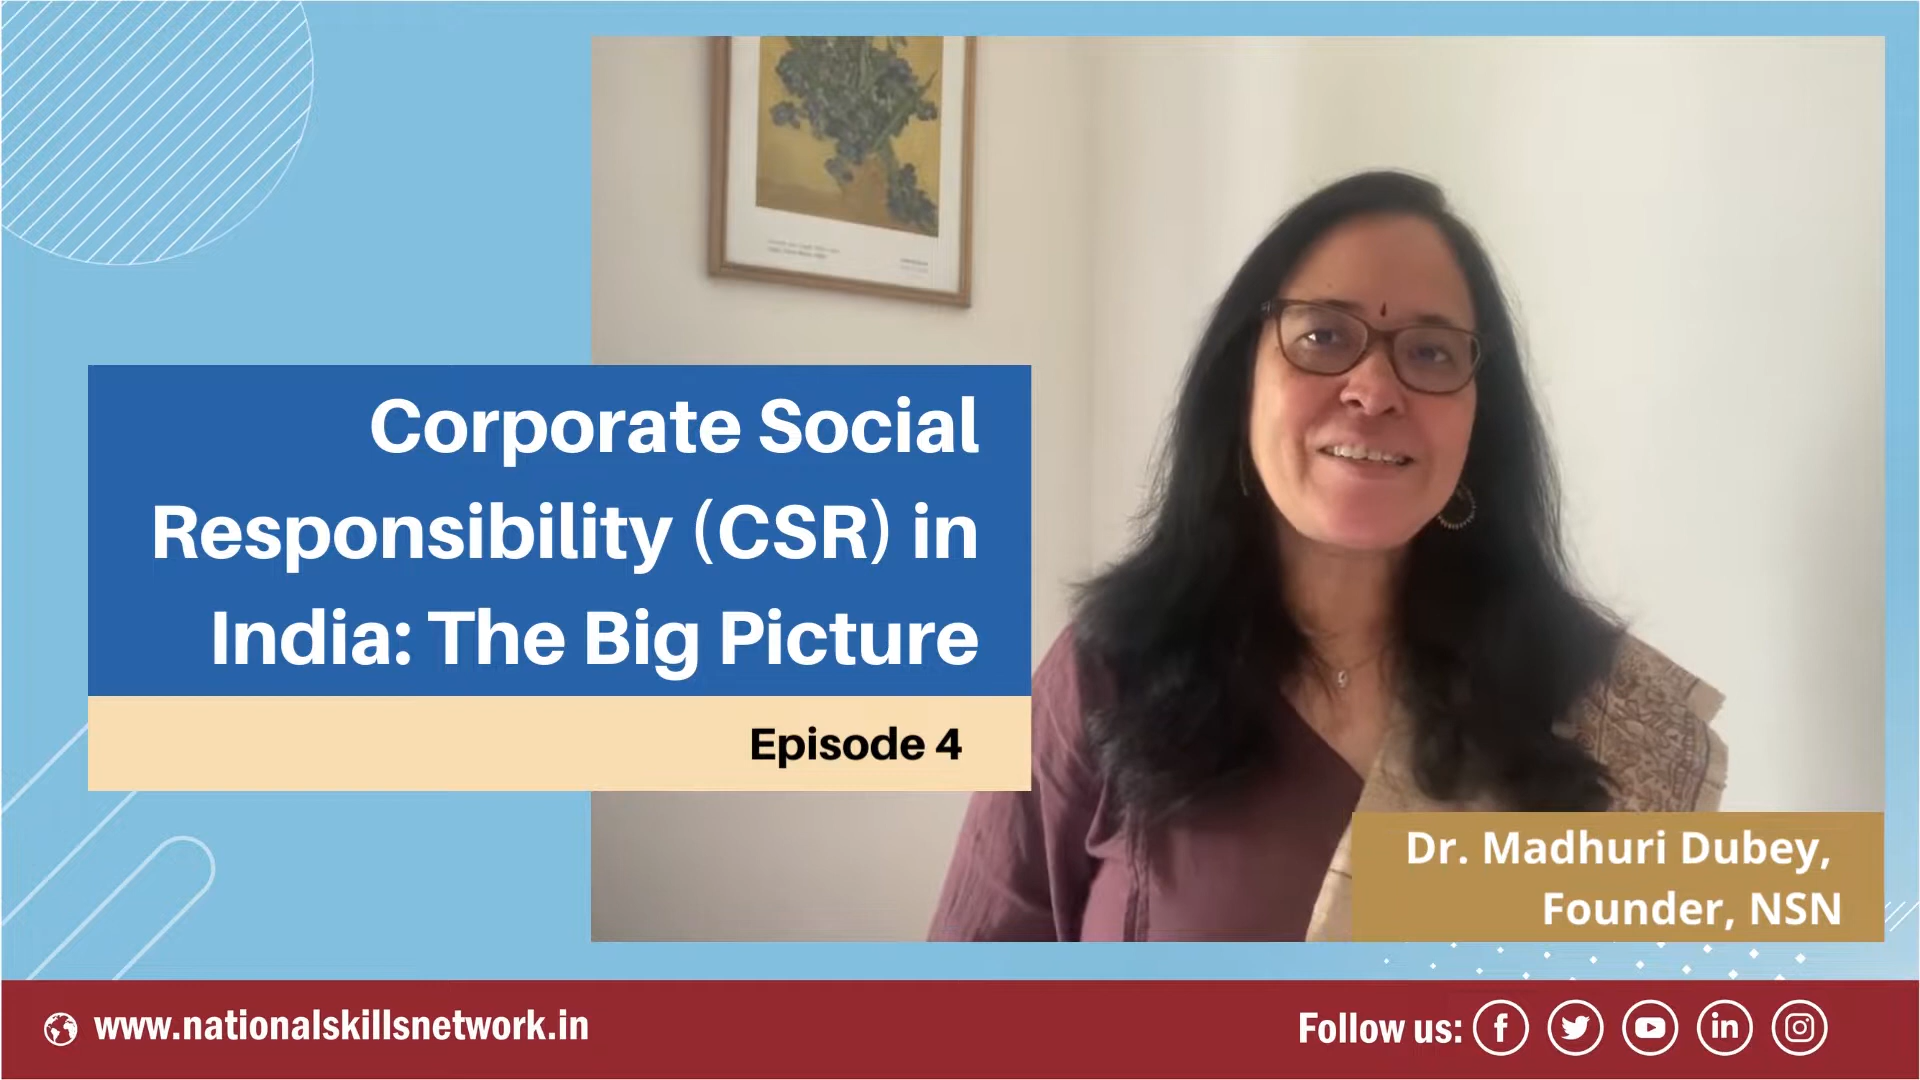 Corporate Social
Responsibility (CSR) in
India: The Big Picture
Episode 4
Dr. Madhuri Dubey,
Founder, NSN
www.nationalskillsnetwork.in
Follow us: